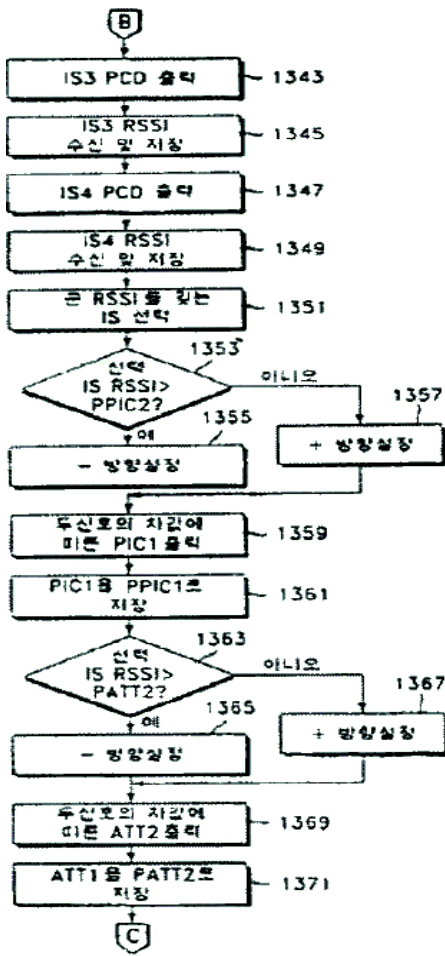 B
IS3 PCD 출력
1343
IS3 RSSI
수신 및 저장
1345
IS4 PCD 출력
1347
IS4 RSSI
수신 및 저장
1349
큰 RSSI를 갖는
IS 선택
1351
1353
선택
IS RSSI>
PPIC2?
아니오
예
1355
- 방향설정
1357
+ 방향설정
두신호의 차값에
따른 PIC1 출력
1359
PIC1을 PPIC1로
저장
1361
1363
선택
IS RSSI>
PATT2?
아니오
예
1365
- 방향설정
1367
+ 방향설정
두신호의 차값에
따른 ATT2 출력
1369
ATT1을 PATT2로
저장
1371
C